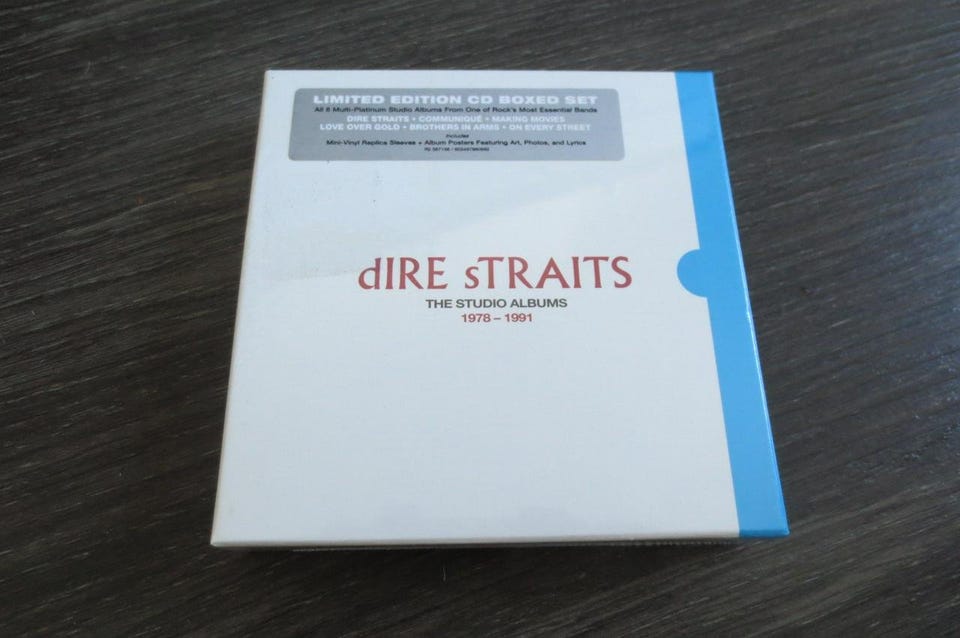 LIMITED EDITION CD BOXED SET
All 6 Multi-Platinum Studio Albums From One of Rock's Most Essential Bands
DIRE STRAITS • COMMUNIQUÉ • MAKING MOVIES
LOVE OVER GOLD • BROTHERS IN ARMS • ON EVERY STREET
Includes
Mini-Vinyl Replica Sleeves + Album Posters Featuring Art, Photos, and Lyrics
dIRE sTRAITS
THE STUDIO ALBUMS
1978 – 1991